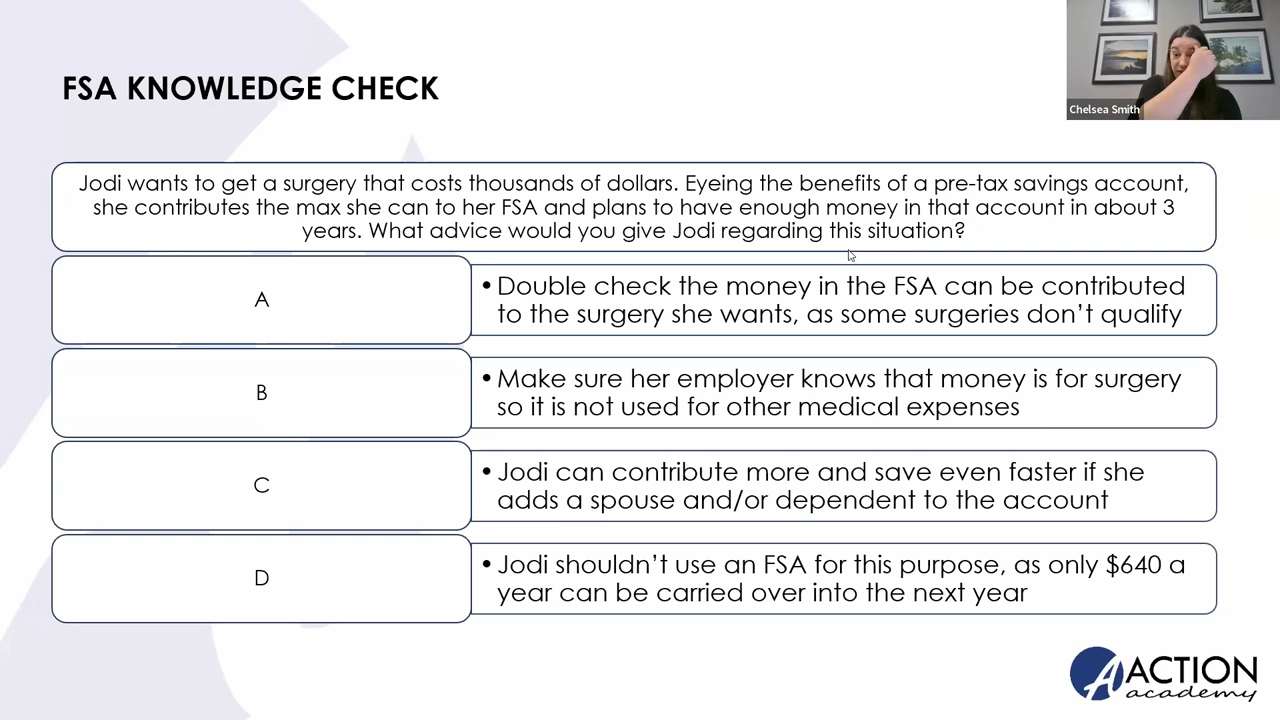 FSA KNOWLEDGE CHECK
Chelsea Smith
Jodi wants to get a surgery that costs thousands of dollars. Eyeing the benefits of a pre-tax savings account,
she contributes the max she can to her FSA and plans to have enough money in that account in about 3
years. What advice would you give Jodi regarding this situation?
A
• Double check the money in the FSA can be contributed
to the surgery she wants, as some surgeries don’t qualify
B
• Make sure her employer knows that money is for surgery
so it is not used for other medical expenses
C
• Jodi can contribute more and save even faster if she
adds a spouse and/or dependent to the account
D
• Jodi shouldn’t use an FSA for this purpose, as only $640 a
year can be carried over into the next year
A ACTION
academy